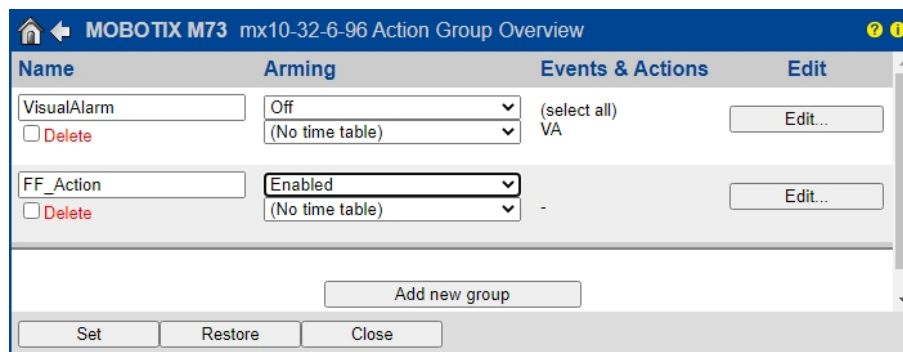 MOBOTIX M73 mx10-32-6-96 Action Group Overview ? i
Name Arming Events & Actions Edit
VisualAlarm Off (select all) Edit...
Delete (No time table) VA
FF_Action Enabled Edit...
Delete (No time table) -
Add new group
Set Restore Close